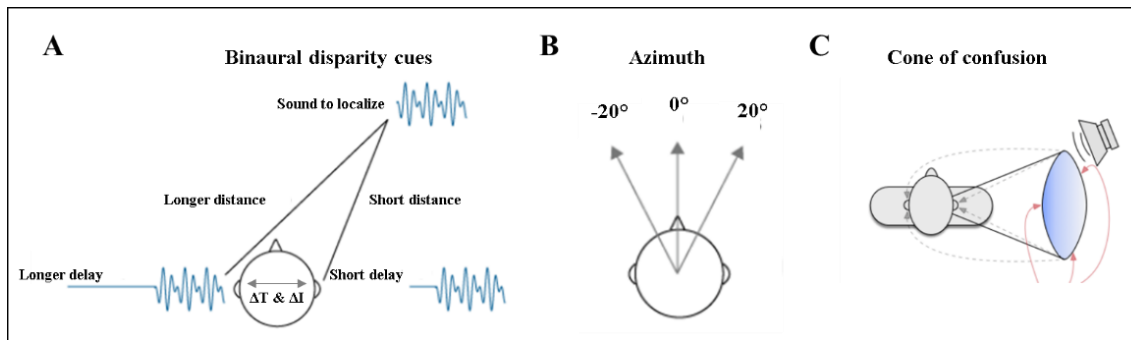 A
Binaural disparity cues
Sound to localize
Longer distance
Short distance
Longer delay
Short delay
ΔT & ΔI
B
Azimuth
-20°
0°
20°
C
Cone of confusion